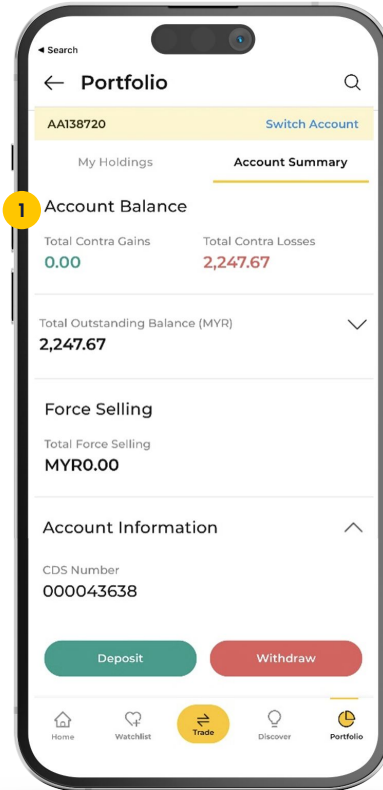 Search
Portfolio
AA138720 Switch Account
My Holdings Account Summary
1
Account Balance
Total Contra Gains Total Contra Losses
0.00 2,247.67
Total Outstanding Balance (MYR)
2,247.67
Force Selling
Total Force Selling
MYR0.00
Account Information
CDS Number
000043638
Deposit Withdraw
Home Watchlist Trade Discover Portfolio